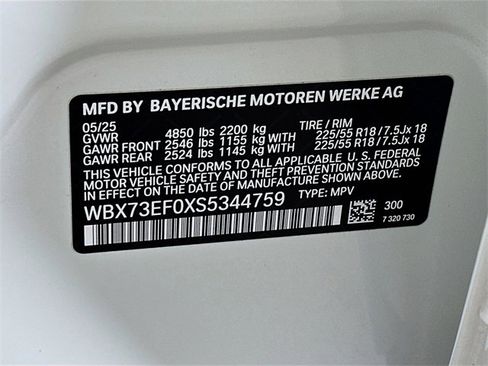 MFD BY BAYERISCHE MOTOREN WERKE AG
05/25 TIRE / RIM
GVWR 4850 lbs 2200 kg
GAWR FRONT 2546 lbs 1155 kg WITH 225/55 R18 / 7.5Jx 18
GAWR REAR 2524 lbs 1145 kg WITH 225/55 R18 / 7.5Jx 18
THIS VEHICLE CONFORMS TO ALL APPLICABLE U. S. FEDERAL
MOTOR VEHICLE SAFETY, BUMPER, AND THEFT PREVENTION
STANDARDS IN EFFECT ON THE DATE OF MANUFACTURE SHOWN ABOVE.
WBX73EF0XS5344759 TYPE: MPV
300
7 320 730